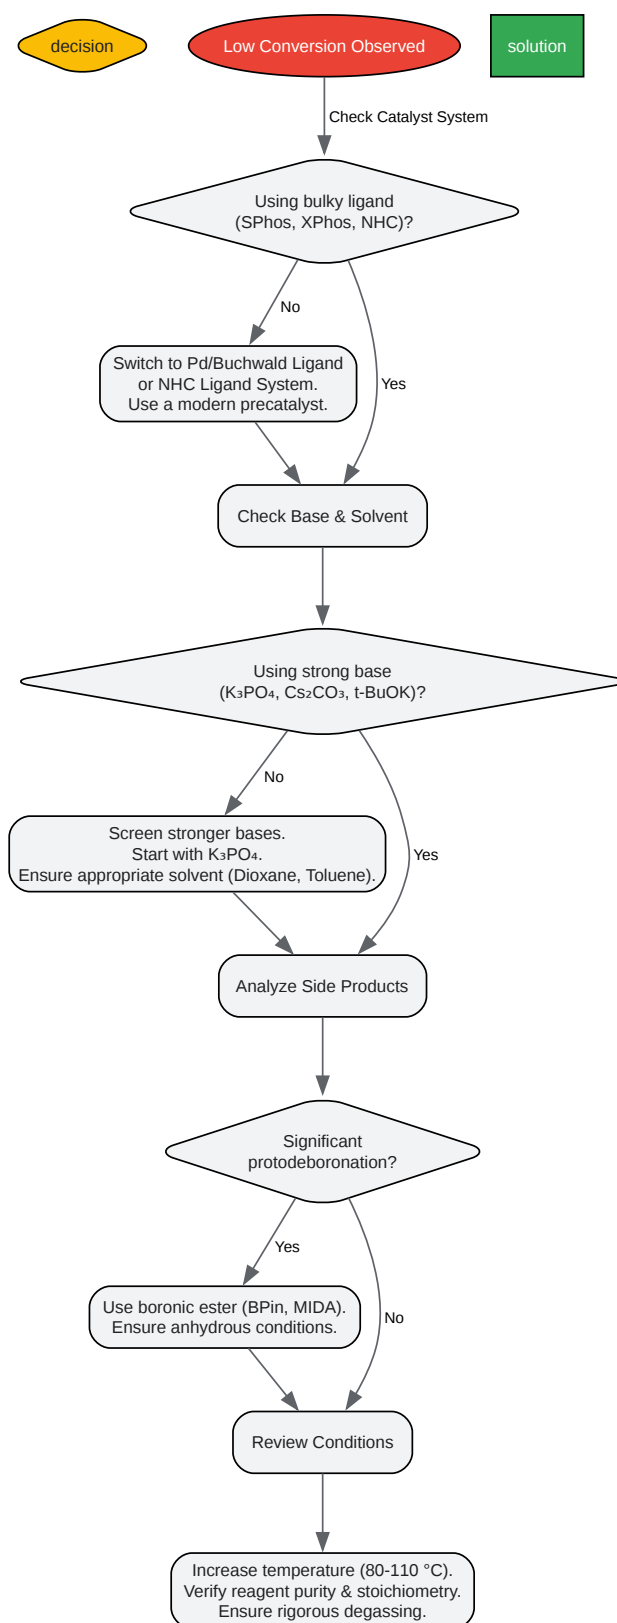 decision
Low Conversion Observed
solution
Check Catalyst System
Using bulky ligand
(SPhos, XPhos, NHC)?
No
Switch to Pd/Buchwald Ligand
or NHC Ligand System.
Use a modern precatalyst.
Yes
Check Base & Solvent
Using strong base
(K₃PO₄, Cs₂CO₃, t-BuOK)?
No
Screen stronger bases.
Start with K₃PO₄.
Ensure appropriate solvent (Dioxane, Toluene).
Yes
Analyze Side Products
Significant
protodeboronation?
Yes
Use boronic ester (BPin, MIDA).
Ensure anhydrous conditions.
No
Review Conditions
Increase temperature (80-110 °C).
Verify reagent purity & stoichiometry.
Ensure rigorous degassing.